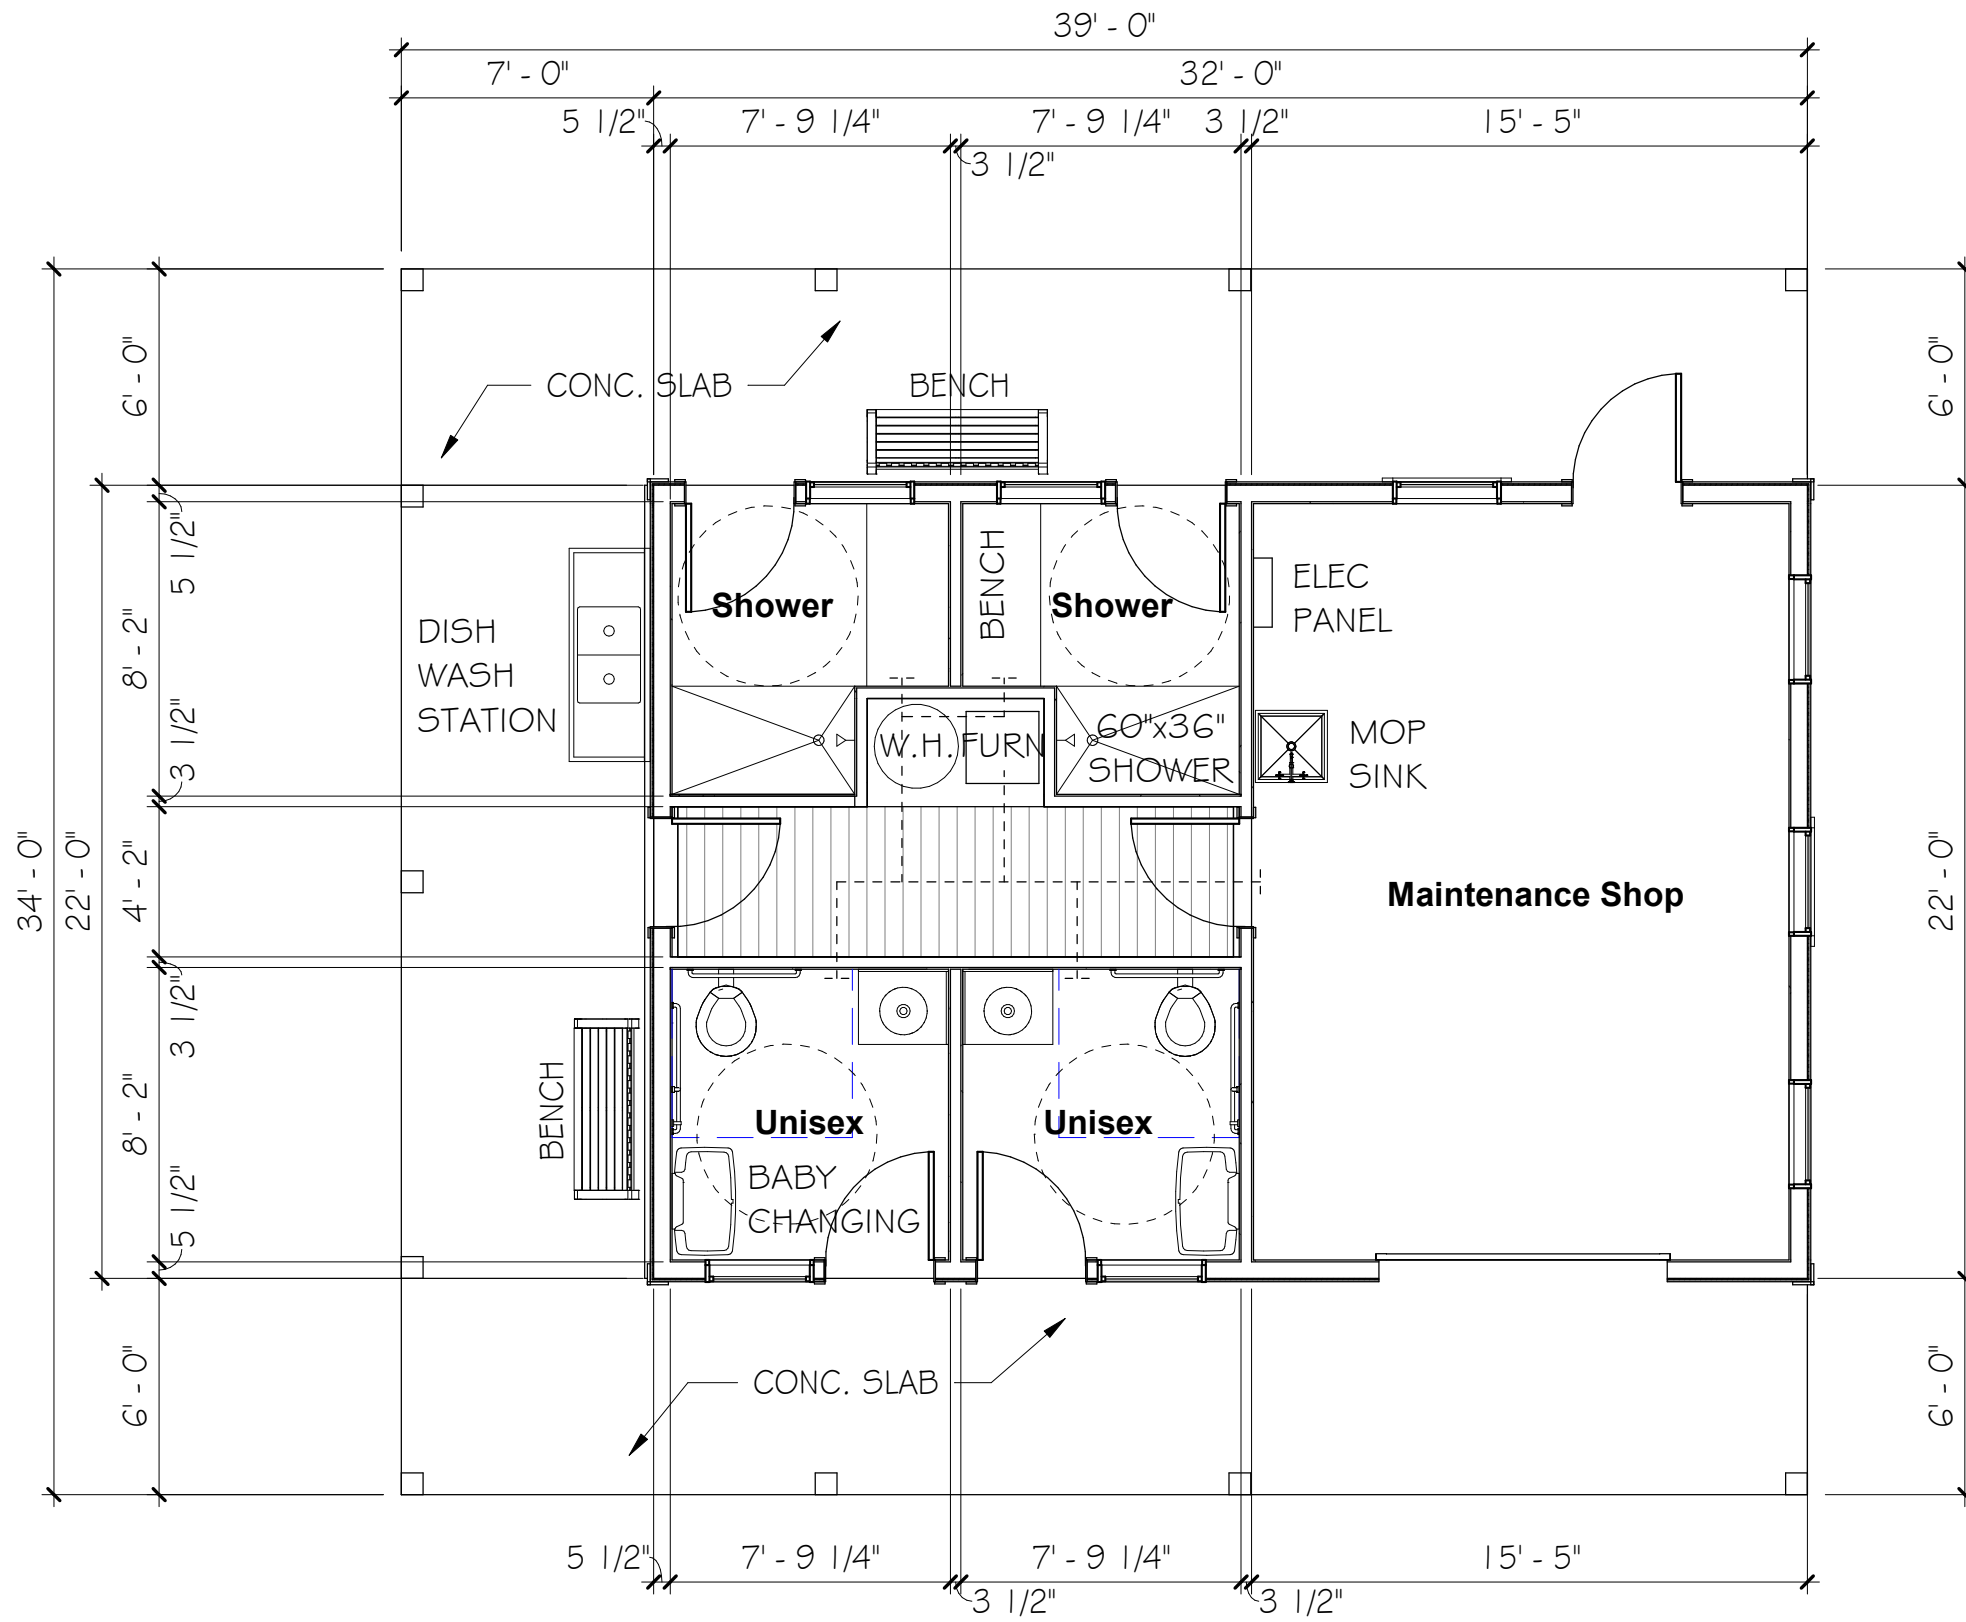 39' - 0"
7' - 0"
32' - 0"
5 1/2"
7' - 9 1/4"
7' - 9 1/4"
3 1/2"
15' - 5"
3 1/2"
6' - 0"
6' - 0"
CONC. SLAB
BENCH
5 1/2"
8' - 2"
3 1/2"
DISH
WASH
STATION
Shower
BENCH
Shower
ELEC
PANEL
W.H.
FURN
60"x36"
SHOWER
MOP
SINK
34' - 0"
22' - 0"
4' - 2"
Maintenance Shop
22' - 0"
3 1/2"
8' - 2"
5 1/2"
BENCH
Unisex
Unisex
BABY
CHANGING
6' - 0"
CONC. SLAB
6' - 0"
5 1/2"
7' - 9 1/4"
7' - 9 1/4"
15' - 5"
3 1/2"
3 1/2"